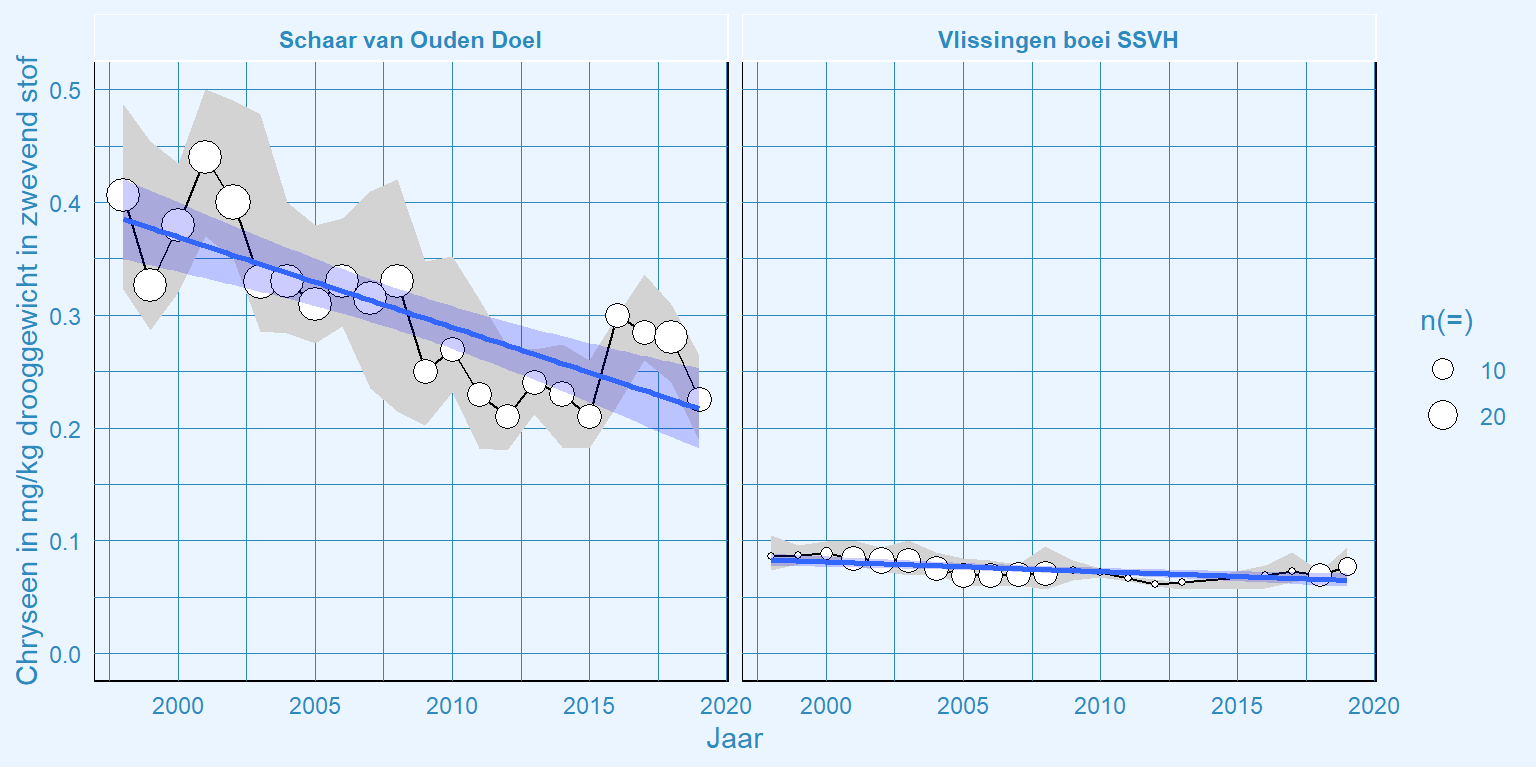 Schaar van Ouden Doel
Vlissingen boei SSVH
Chryseen in mg/kg drooggewicht in zwevend stof
0.5
0.4
0.3
0.2
0.1
0.0
2000 2005 2010 2015 2020
2000 2005 2010 2015 2020
Jaar
n(=)
10
20